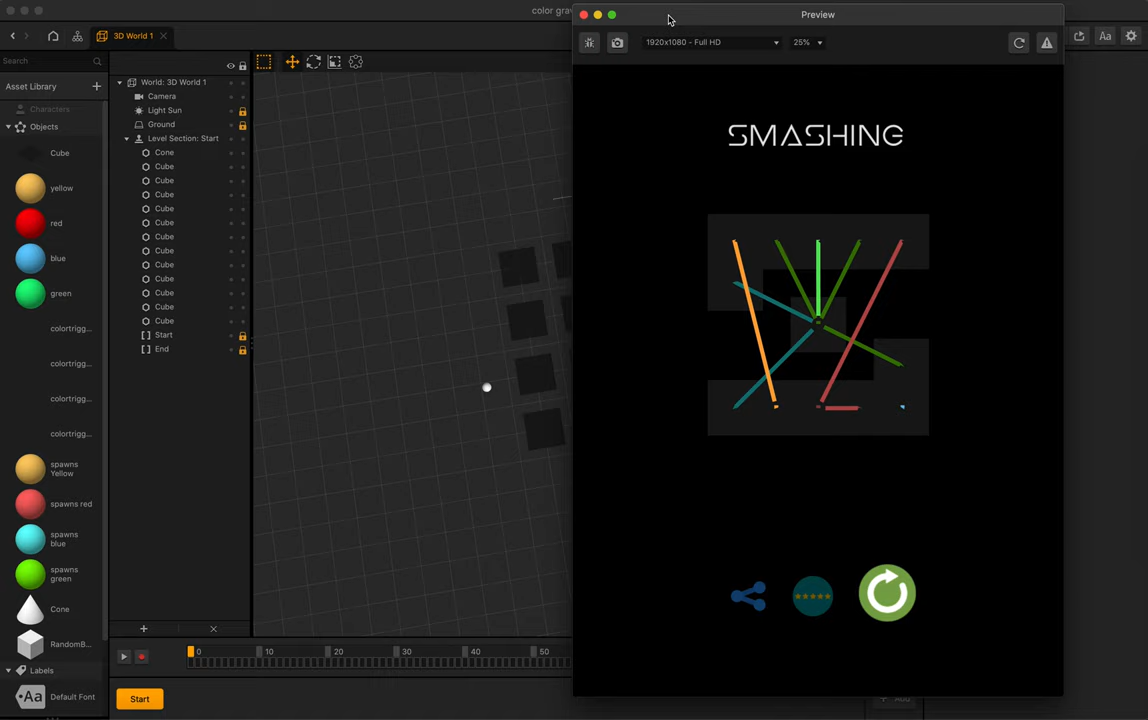 color grav
Preview
3D World 1
1920x1080 - Full HD
25%
Aa
Search
Asset Library
Characters
Objects
Cube
yellow
red
blue
green
colortrigg...
colortrigg...
colortrigg...
colortrigg...
spawns
Yellow
spawns red
spawns
blue
spawns
green
Cone
RandomB...
Labels
Aa
Default Font
World: 3D World 1
Camera
Light Sun
Ground
Level Section: Start
Cone
Cube
Cube
Cube
Cube
Cube
Cube
Cube
Cube
Cube
Cube
Cube
Cube
Start
End
SMASHING
0
10
20
30
40
50
Start
Add